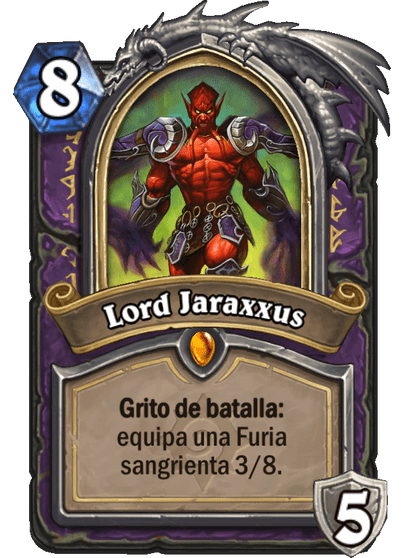 8
Lord Jaraxxus
Grito de batalla:
equipa una Furia
sangrienta 3/8.
5